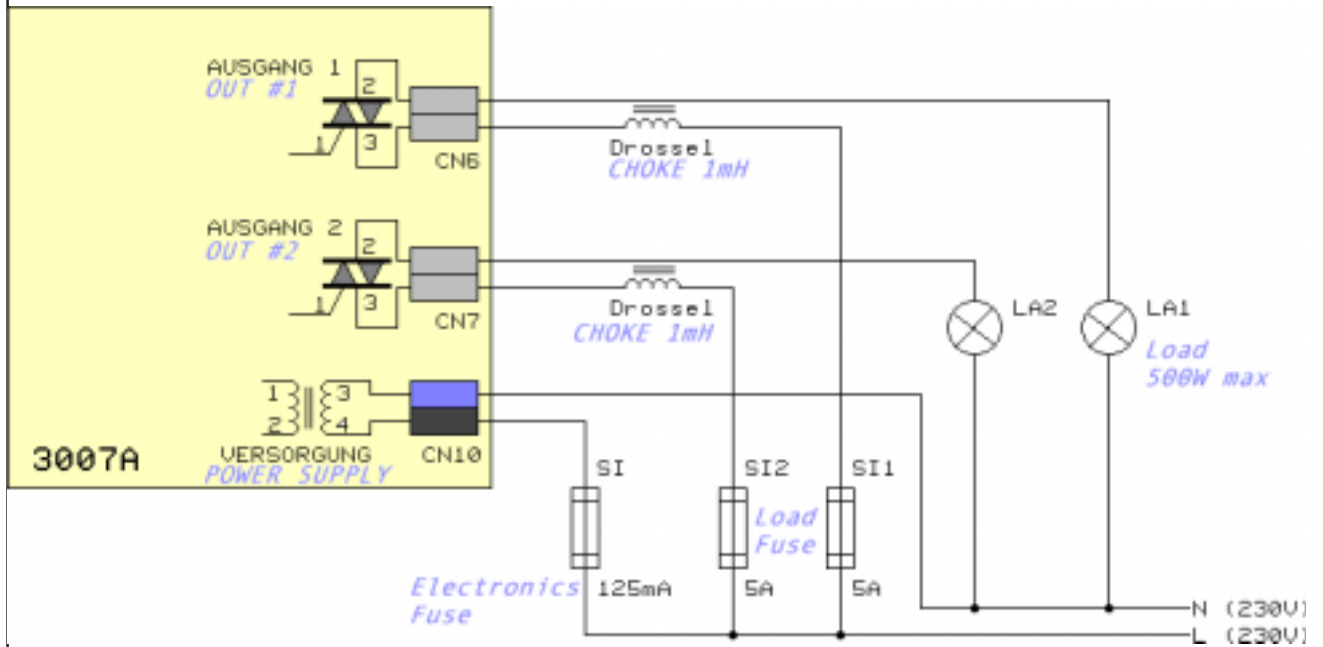 AUSGANG 1
OUT #1
2
1
3
CN6
Drossel
CHOKE 1mH
AUSGANG 2
OUT #2
2
1
3
CN7
Drossel
CHOKE 1mH
LA2
LA1
Load
500W max
1
3
2
4
CN10
VERSORGUNG
POWER SUPPLY
3007A
SI
SI2
SI1
Load
Fuse
Electronics
Fuse
125mA
5A
5A
N (230V)
L (230V)